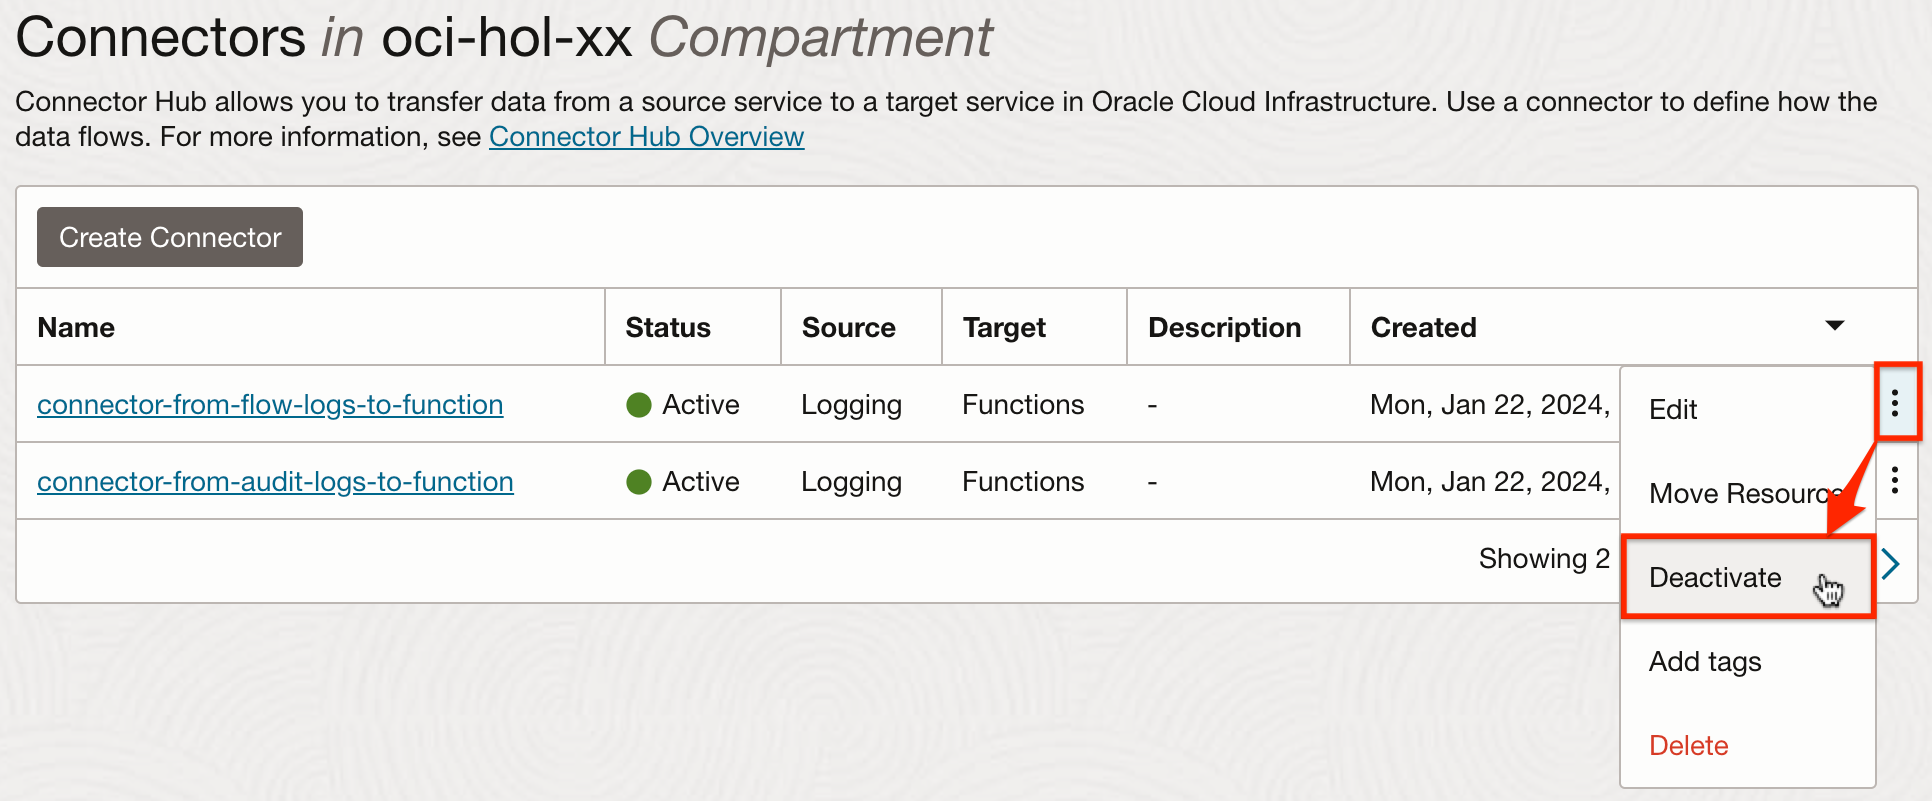 Connectors in oci-hol-xx Compartment
Connector Hub allows you to transfer data from a source service to a target service in Oracle Cloud Infrastructure. Use a connector to define how the
data flows. For more information, see Connector Hub Overview
Create Connector
Name Status Source Target Description Created
connector-from-flow-logs-to-function Active Logging Functions - Mon, Jan 22, 2024,
connector-from-audit-logs-to-function Active Logging Functions - Mon, Jan 22, 2024,
Showing 2
Edit
Move Resource
Deactivate
Add tags
Delete